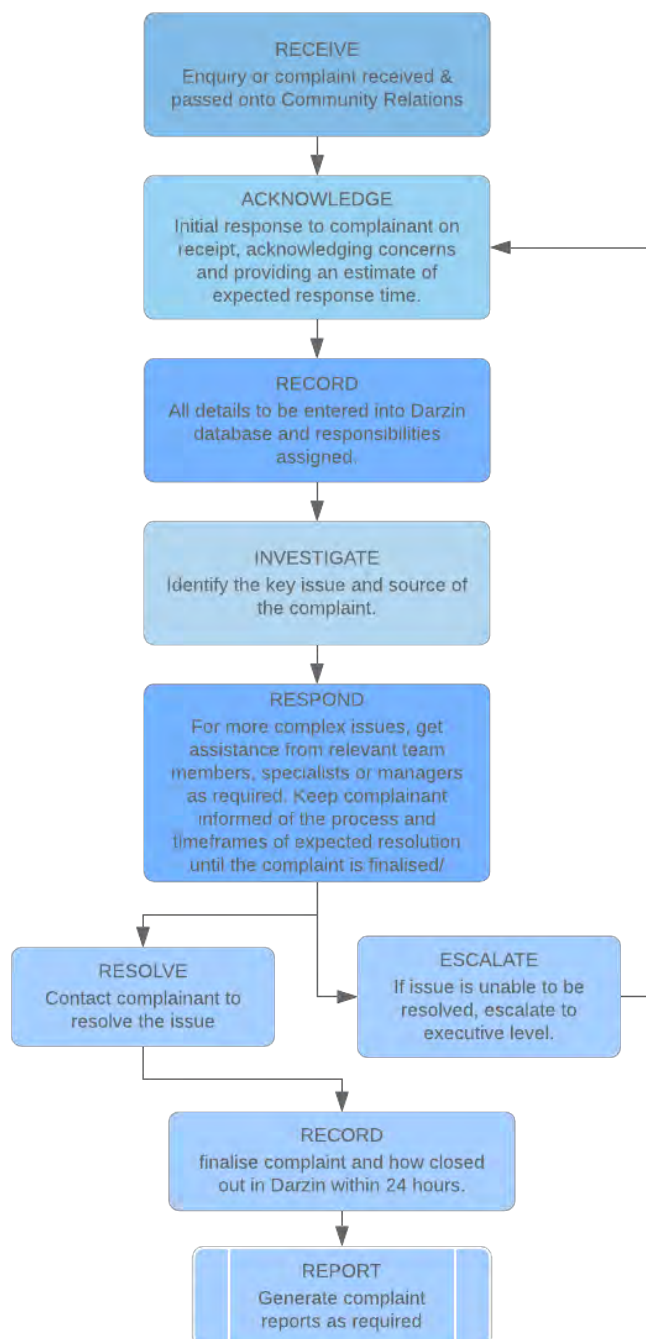 RECEIVE
Enquiry or complaint received &
passed onto Community Relations
ACKNOWLEDGE
Initial response to complainant on
receipt, acknowledging concerns
and providing an estimate of
expected response time.
RECORD
All details to be entered into Darzin
database and responsibilities
assigned.
INVESTIGATE
Identify the key issue and source of
the complaint.
RESPOND
For more complex issues, get
assistance from relevant team
members, specialists or managers
as required. Keep complainant
informed of the process and
timeframes of expected resolution
until the complaint is finalised/
RESOLVE
Contact complainant to
resolve the issue
ESCALATE
If issue is unable to be
resolved, escalate to
executive level.
RECORD
finalise complaint and how closed
out in Darzin within 24 hours.
REPORT
Generate complaint
reports as required